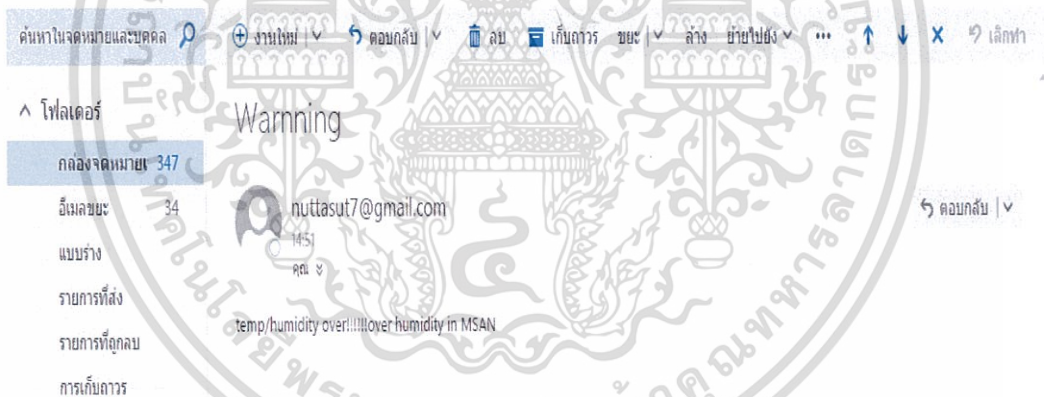 ค้นหาในจดหมายและบุคคล
งานใหม่ ตอบกลับ ลบ เก็บถาวร ขยะ ล้าง ย้ายไปยัง ... เลิกทำ
โฟลเดอร์
กล่องจดหมายเ 347
อีเมลขยะ 34
แบบร่าง
รายการที่ส่ง
รายการที่ถูกลบ
การเก็บถาวร
Warnning
nuttasut7@gmail.com
ตอบกลับ
14:51
คุณ
temp/humidity over!!!!!!over humidity in MSAN